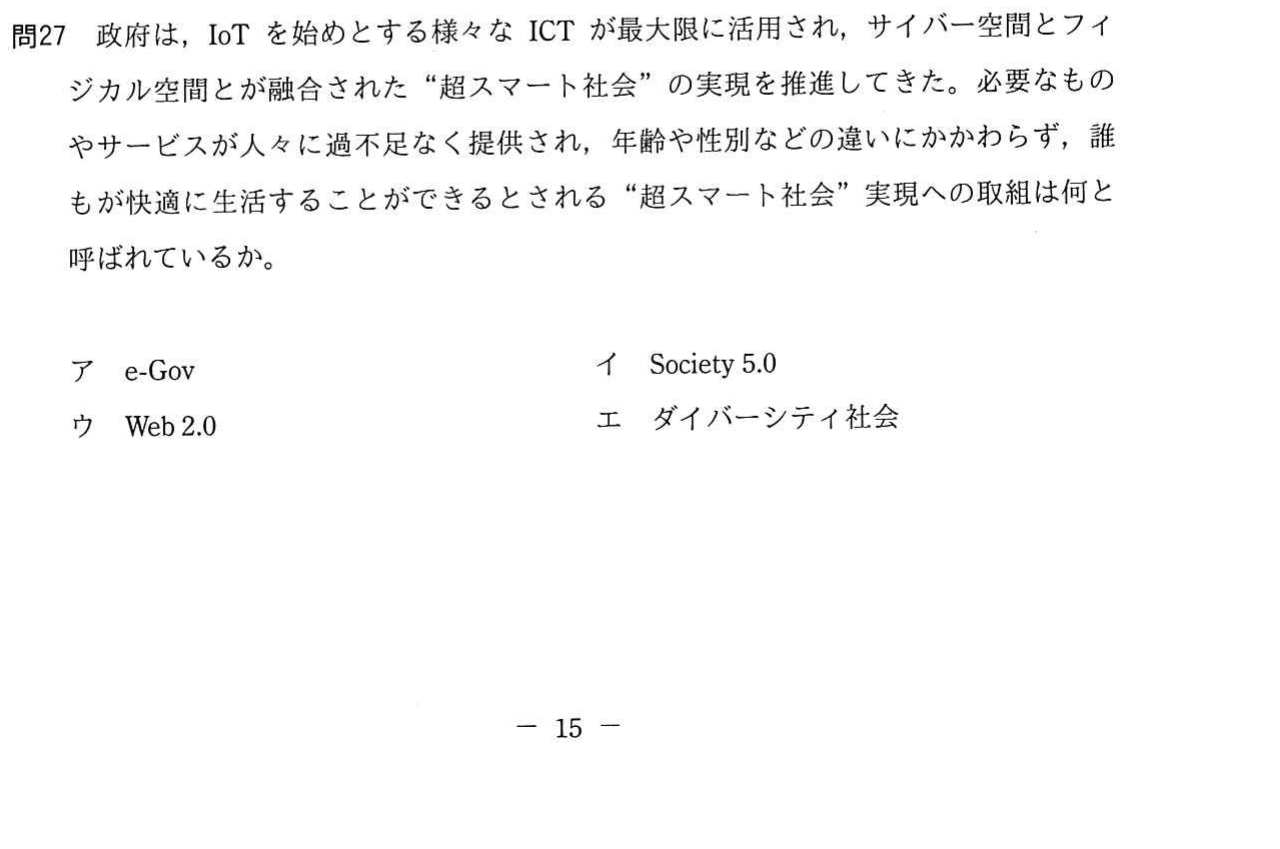 問27 政府は，IoT を始めとする様々な ICT が最大限に活用され，サイバー空間とフィ
ジカル空間とが融合された“超スマート社会”の実現を推進してきた。必要なもの
やサービスが人々に過不足なく提供され，年齢や性別などの違いにかかわらず，誰
もが快適に生活することができるとされる“超スマート社会”実現への取組は何と
呼ばれているか。
ア e-Gov イ Society 5.0
ウ Web 2.0 エ ダイバーシティ社会
－ 15 －